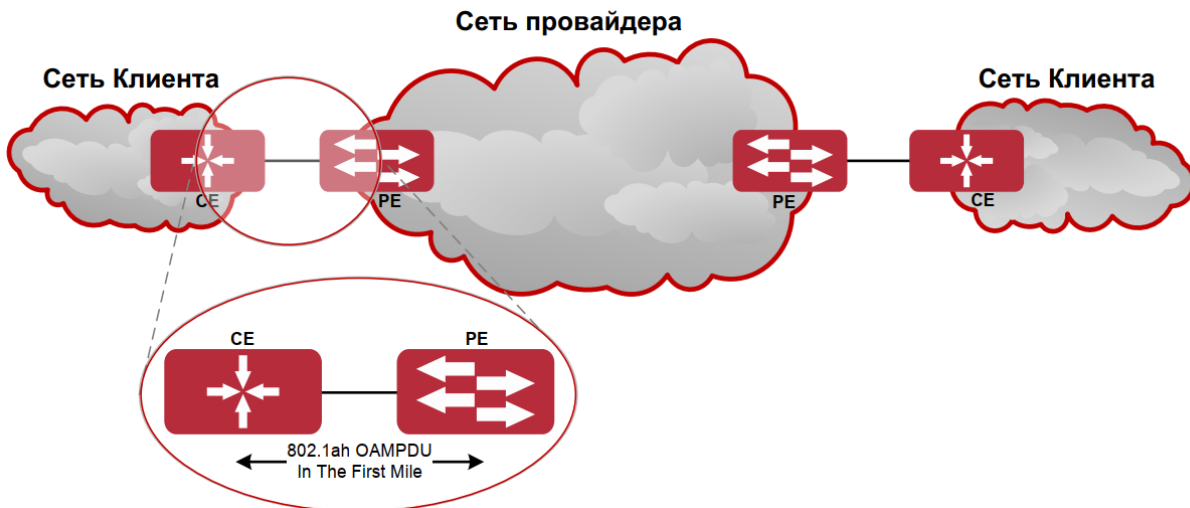 Сеть провайдера
Сеть Клиента
Сеть Клиента
CE
PE
PE
CE
CE
PE
802.1ah OAMPDU
In The First Mile